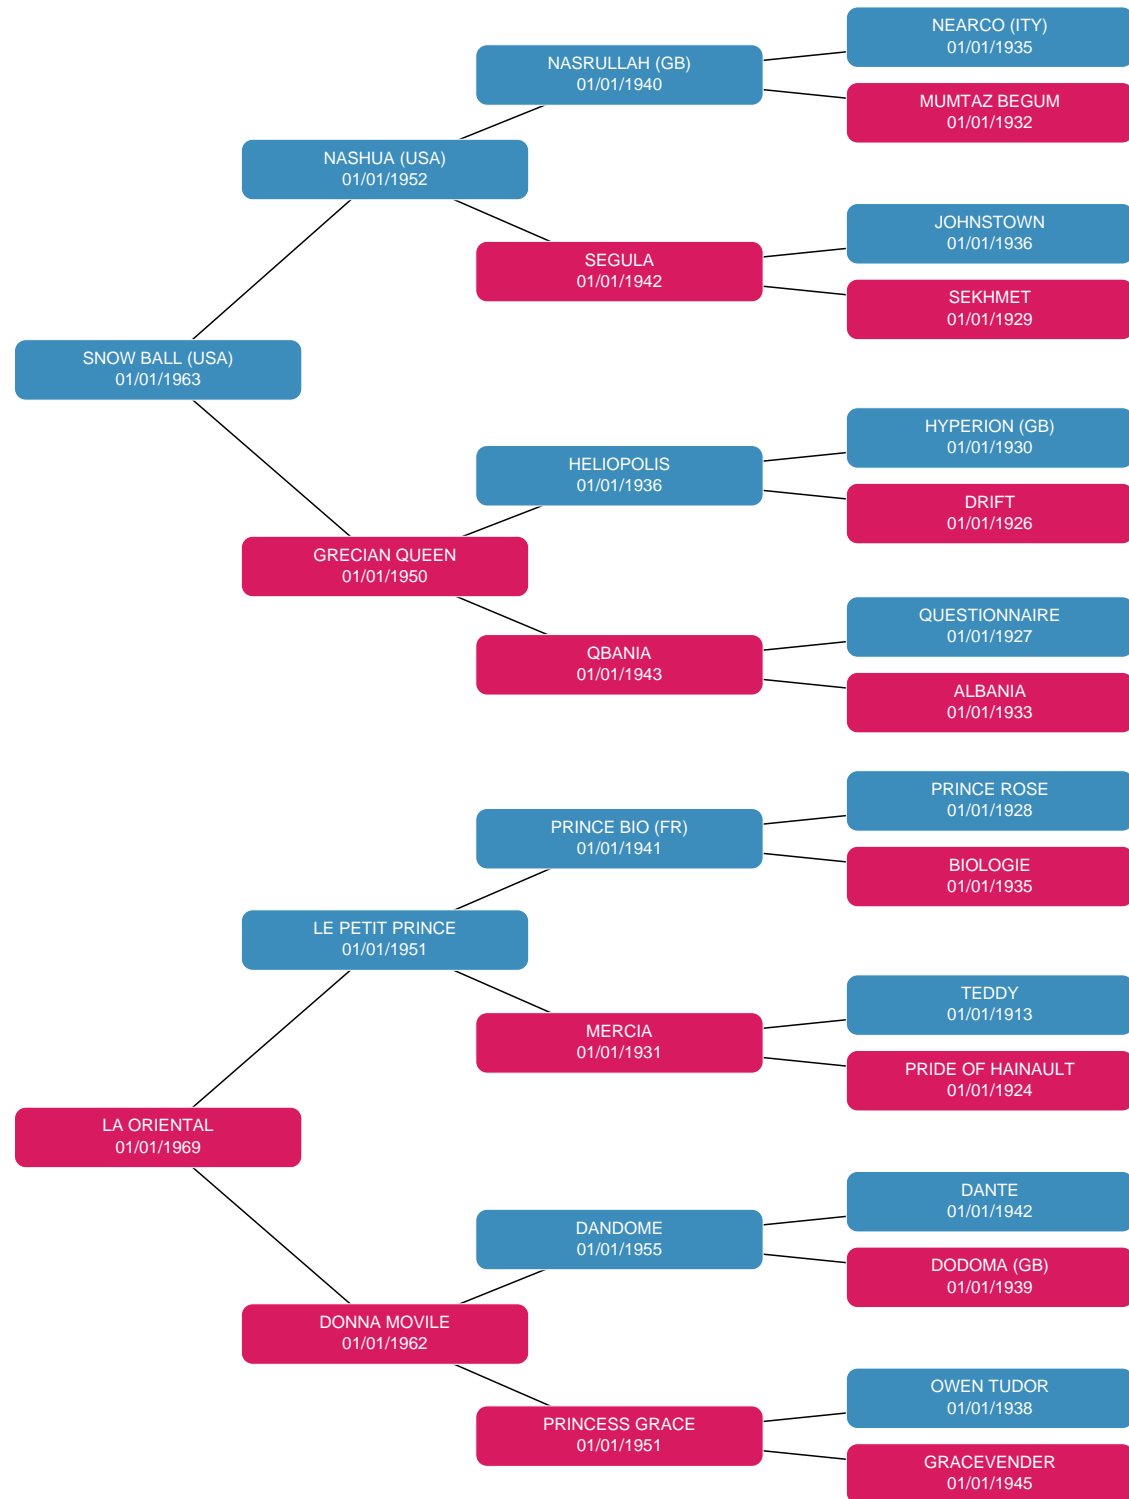 NEARCO (ITY)
01/01/1935
NASRULLAH (GB)
01/01/1940
MUMTAZ BEGUM
01/01/1932
NASHUA (USA)
01/01/1952
JOHNSTOWN
01/01/1936
SEGULA
01/01/1942
SEKHMET
01/01/1929
SNOW BALL (USA)
01/01/1963
HYPERION (GB)
01/01/1930
HELIOPOLIS
01/01/1936
DRIFT
01/01/1926
GRECIAN QUEEN
01/01/1950
QUESTIONNAIRE
01/01/1927
QBANIA
01/01/1943
ALBANIA
01/01/1933
PRINCE ROSE
01/01/1928
PRINCE BIO (FR)
01/01/1941
BIOLOGIE
01/01/1935
LE PETIT PRINCE
01/01/1951
TEDDY
01/01/1913
MERCIA
01/01/1931
PRIDE OF HAINAULT
01/01/1924
LA ORIENTAL
01/01/1969
DANTE
01/01/1942
DANDOME
01/01/1955
DODOMA (GB)
01/01/1939
DONNA MOVILE
01/01/1962
OWEN TUDOR
01/01/1938
PRINCESS GRACE
01/01/1951
GRACEVENDER
01/01/1945